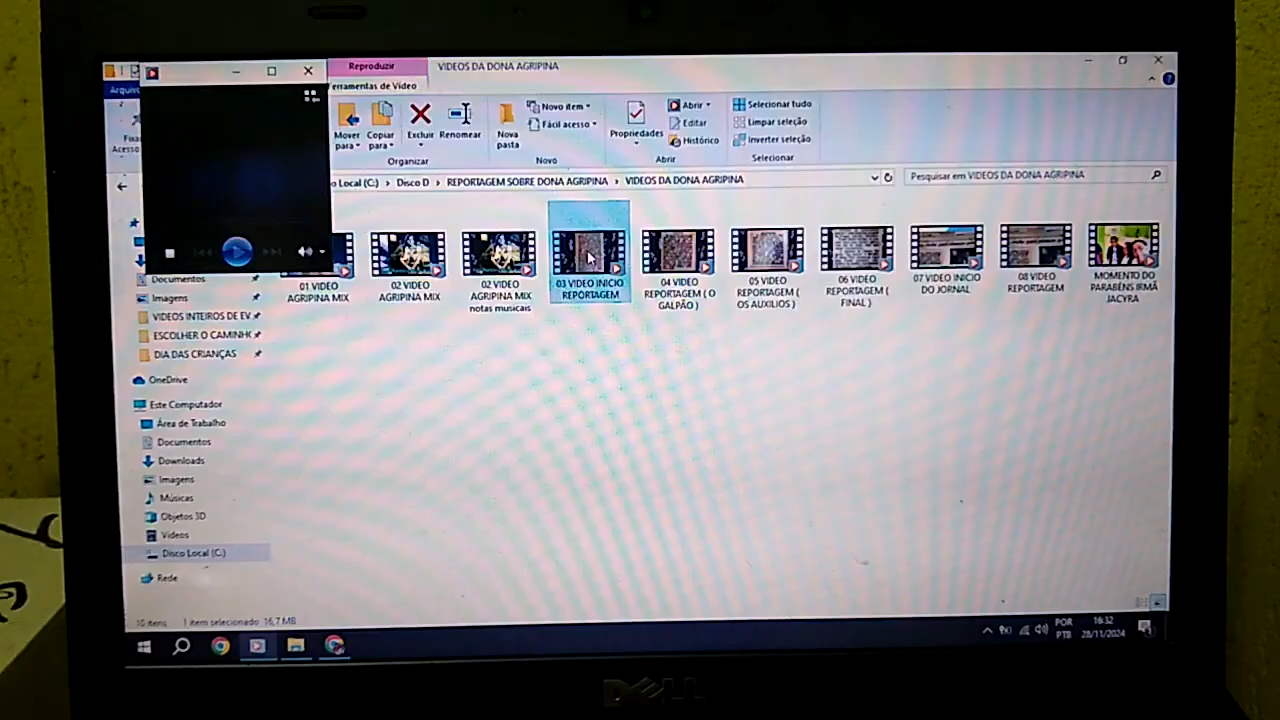 Reproduzir
VIDEOS DA DONA AGRIPINA
Arquivo
Ferramentas de Vídeo
Mover para
Copiar para
Excluir
Renomear
Nova pasta
Novo item
Fácil acesso
Propriedades
Abrir
Editar
Histórico
Selecionar tudo
Limpar seleção
Inverter seleção
Organizar
Novo
Abrir
Selecionar
Local (C:) › Disco D › REPORTAGEM SOBRE DONA AGRIPINA › VIDEOS DA DONA AGRIPINA
Pesquisar em VIDEOS DA DONA AGRIPINA
01 VIDEO
AGRIPINA MIX
02 VIDEO
AGRIPINA MIX
02 VIDEO
AGRIPINA MIX
notas musicais
03 VIDEO INICIO
REPORTAGEM
04 VIDEO
REPORTAGEM ( O
GALPÃO )
05 VIDEO
REPORTAGEM (
OS AUXILIOS )
06 VIDEO
REPORTAGEM (
FINAL )
07 VIDEO INICIO
DO JORNAL
08 VIDEO
REPORTAGEM
MOMENTO DO
PARABÉNS IRMÃ
JACYRA
Documentos
Imagens
VIDEOS INTEIROS DE EV
ESCOLHER O CAMINH
DIA DAS CRIANÇAS
OneDrive
Este Computador
Área de Trabalho
Documentos
Downloads
Imagens
Músicas
Objetos 3D
Vídeos
Disco Local (C:)
Rede
10 itens 1 item selecionado 16,7 MB
POR
PTB
16:32
28/11/2024
DELL